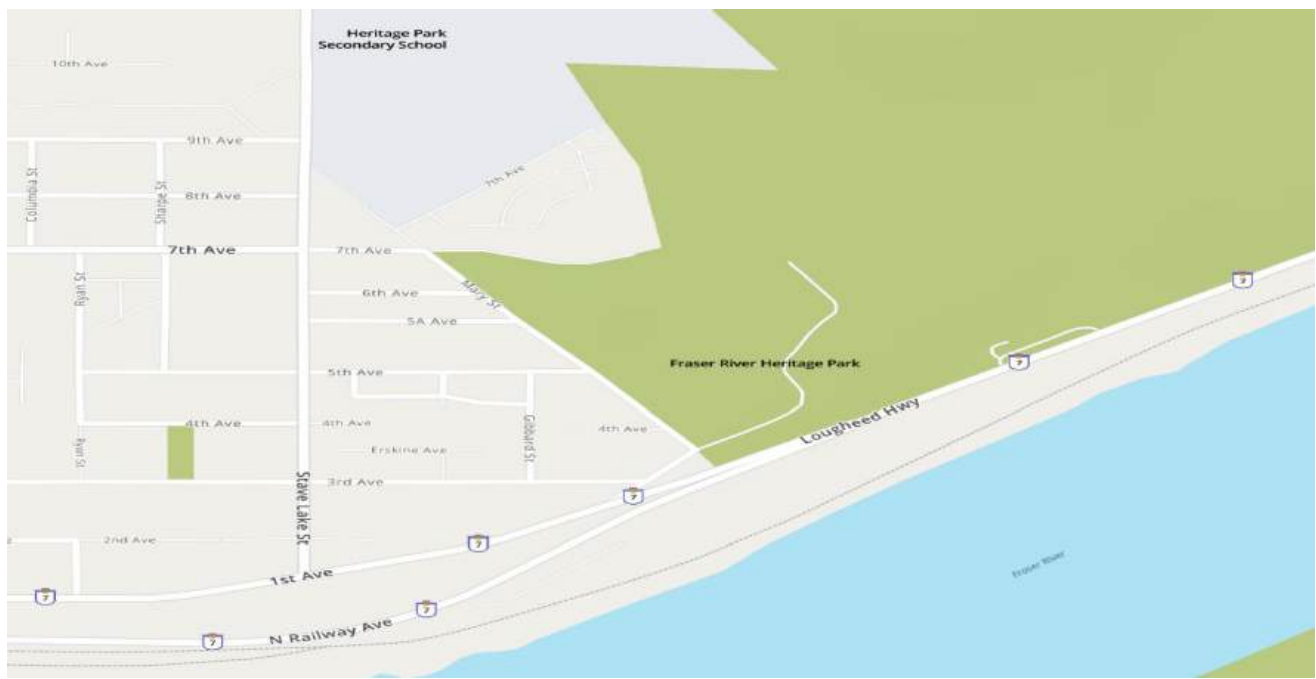 Heritage Park
Secondary School
10th Ave
9th Ave
Columbia St
Sharpe St
8th Ave
7th Ave
7th Ave
7th Ave
Ryan St
6th Ave
Mary St
5A Ave
Fraser River Heritage Park
7
7
5th Ave
Lougheed Hwy
4th Ave
4th Ave
4th Ave
Gibbard St
Ryan St
Erskine Ave
3rd Ave
Stave Lake St
7
2nd Ave
7
Fraser River
1st Ave
7
7
N Railway Ave
7